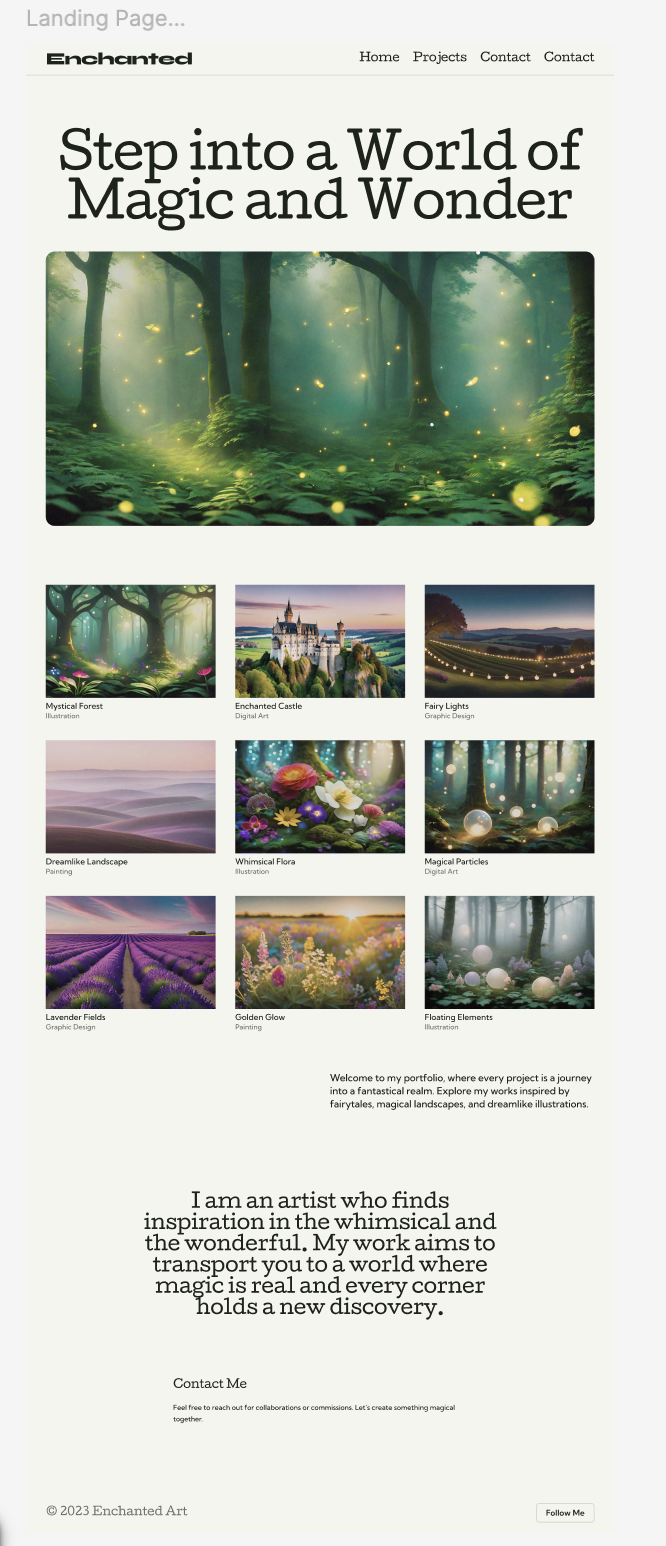 Landing Page...
Enchanted
Home Projects Contact Contact
Step into a World of
Magic and Wonder
Mystical Forest
Illustration
Enchanted Castle
Digital Art
Fairy Lights
Graphic Design
Dreamlike Landscape
Painting
Whimsical Flora
Illustration
Magical Particles
Digital Art
Lavender Fields
Graphic Design
Golden Glow
Painting
Floating Elements
Illustration
Welcome to my portfolio, where every project is a journey
into a fantastical realm. Explore my works inspired by
fairytales, magical landscapes, and dreamlike illustrations.
I am an artist who finds
inspiration in the whimsical and
the wonderful. My work aims to
transport you to a world where
magic is real and every corner
holds a new discovery.
Contact Me
Feel free to reach out for collaborations or commissions. Let's create something magical
together.
© 2023 Enchanted Art
Follow Me